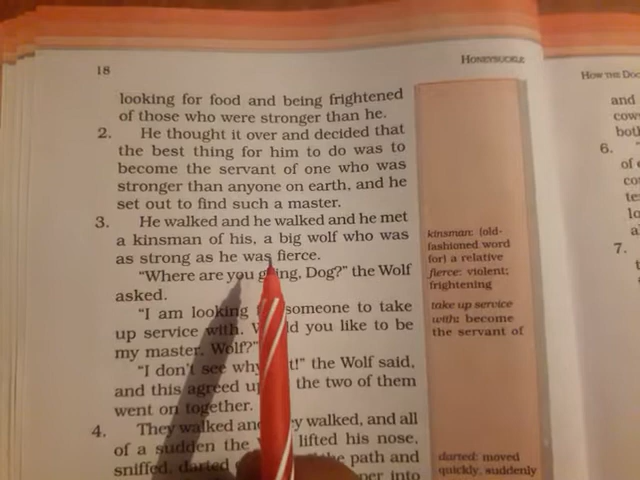 18
HONEYSUCKLE
looking for food and being frightened
of those who were stronger than he.
2. He thought it over and decided that
the best thing for him to do was to
become the servant of one who was
stronger than anyone on earth, and he
set out to find such a master.
3. He walked and he walked and he met
a kinsman of his, a big wolf who was
as strong as he was fierce.
"Where are you g ing, Dog?" the Wolf
asked.
"I am looking someone to take
up service with. W ld you like to be
my master, Wolf?"
"I don't see why t!" the Wolf said,
and this agreed up the two of them
went on together.
4. They walked an y walked, and all
of a sudden the lifted his nose,
sniffed, darted the path and
per into
kinsman: (old-
fashioned word
for) a relative
fierce: violent;
frightening
take up service
with: become
the servant of
darted: moved
quickly, suddenly
HOW THE DO
and
cow
both
6. "
of e
co
te
lo
a
7.